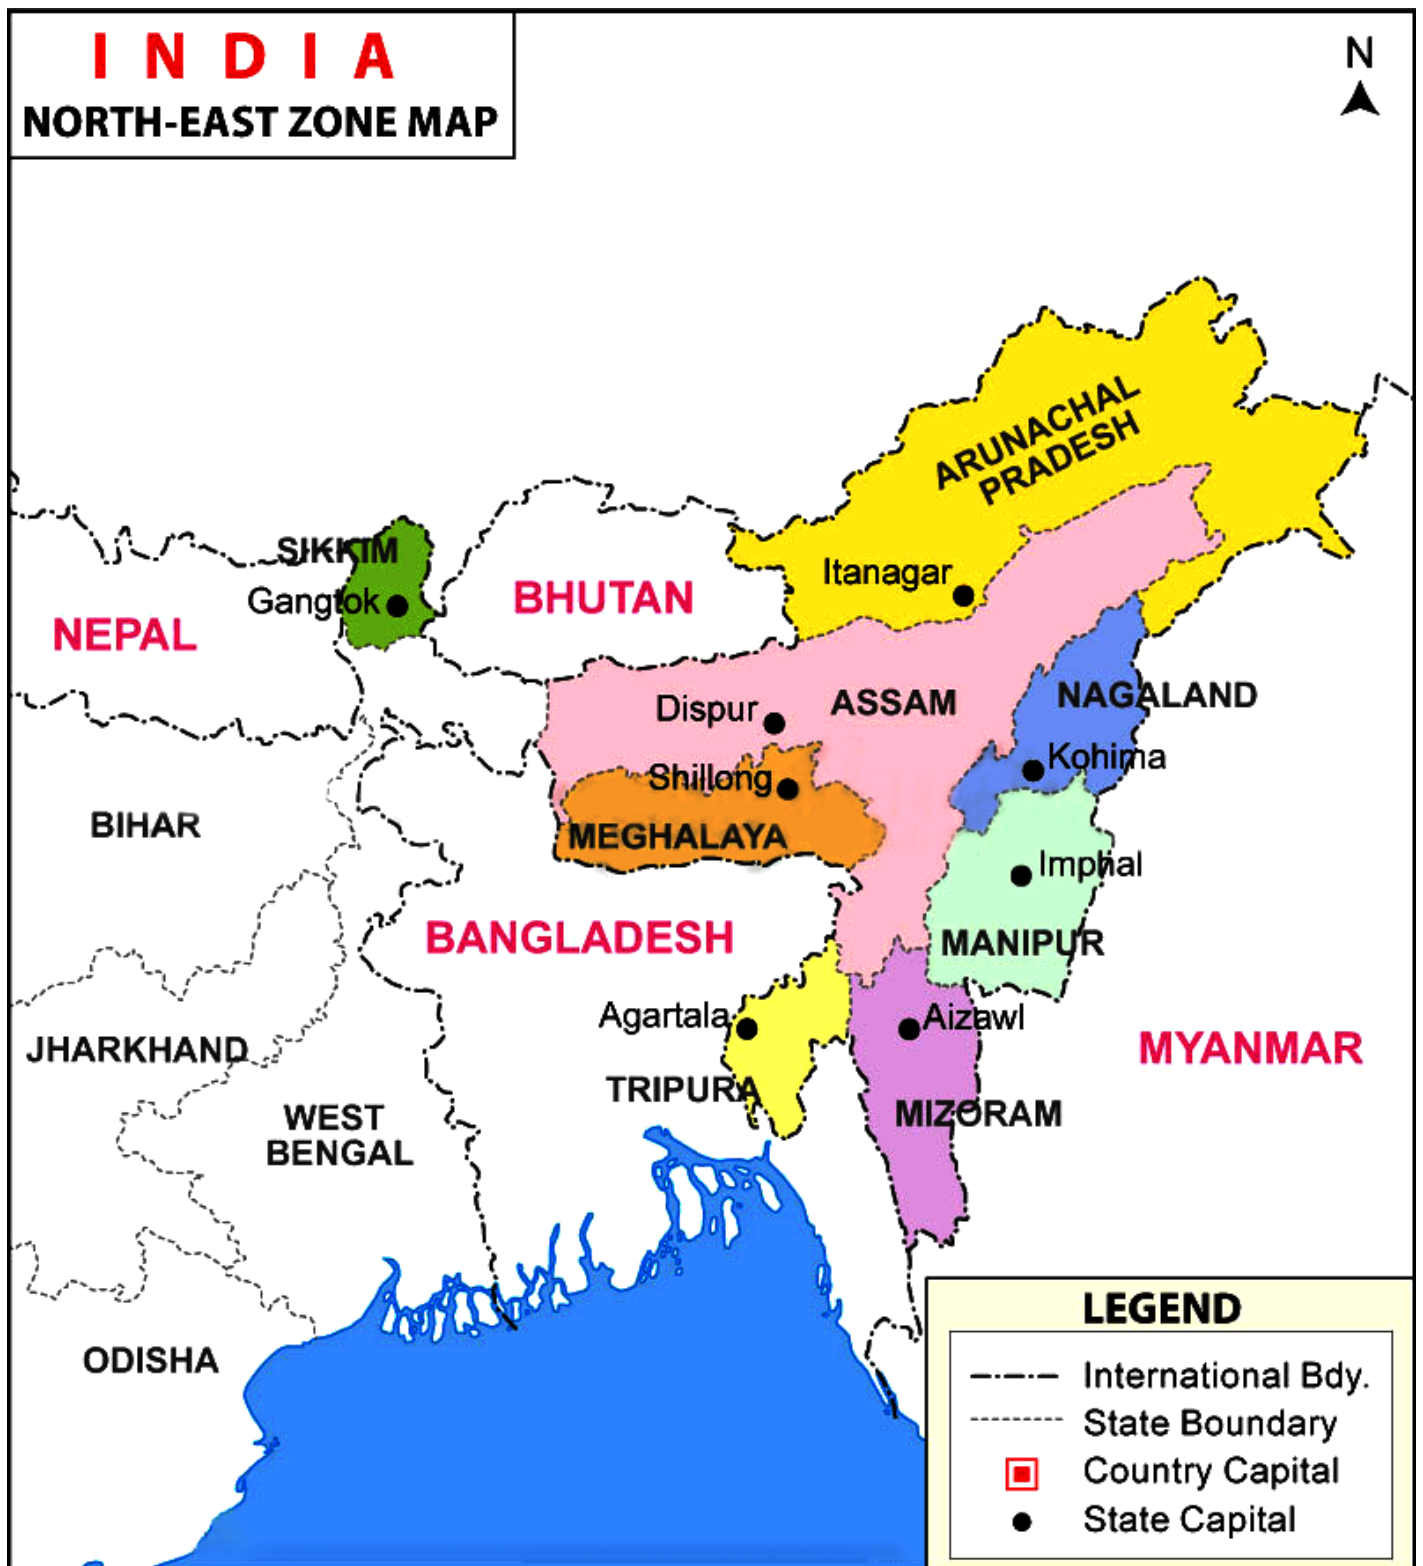 I N D I A
NORTH-EAST ZONE MAP
N
ARUNACHAL
PRADESH
SIKKIM
Gangtok
BHUTAN
Itanagar
NEPAL
NAGALAND
Dispur
ASSAM
Kohima
Shillong
BIHAR
MEGHALAYA
Imphal
BANGLADESH
MANIPUR
Agartala
Aizawl
JHARKHAND
MYANMAR
TRIPURA
WEST
BENGAL
MIZORAM
ODISHA
LEGEND
International Bdy.
State Boundary
Country Capital
State Capital